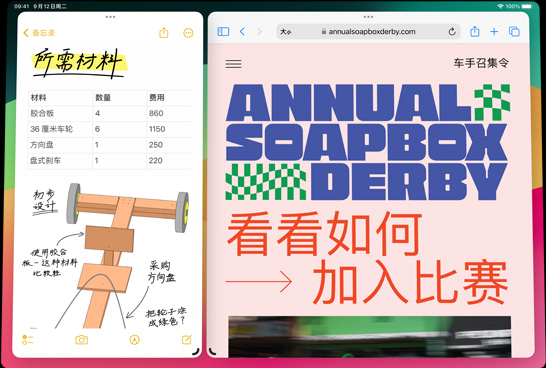 09:41 9月12日周二
100%
备忘录
所需材料
材料 数量 费用
胶合板 4 860
36 厘米车轮 6 1150
方向盘 1 250
盘式刹车 1 220
初步
设计
使用胶合
板-这种材料
比较轻
采购
方向盘
把轮子涂
成绿色？
大小 annualsoapboxderby.com
车手召集令
ANNUAL
SOAPBOX
DERBY
看看如何
加入比赛